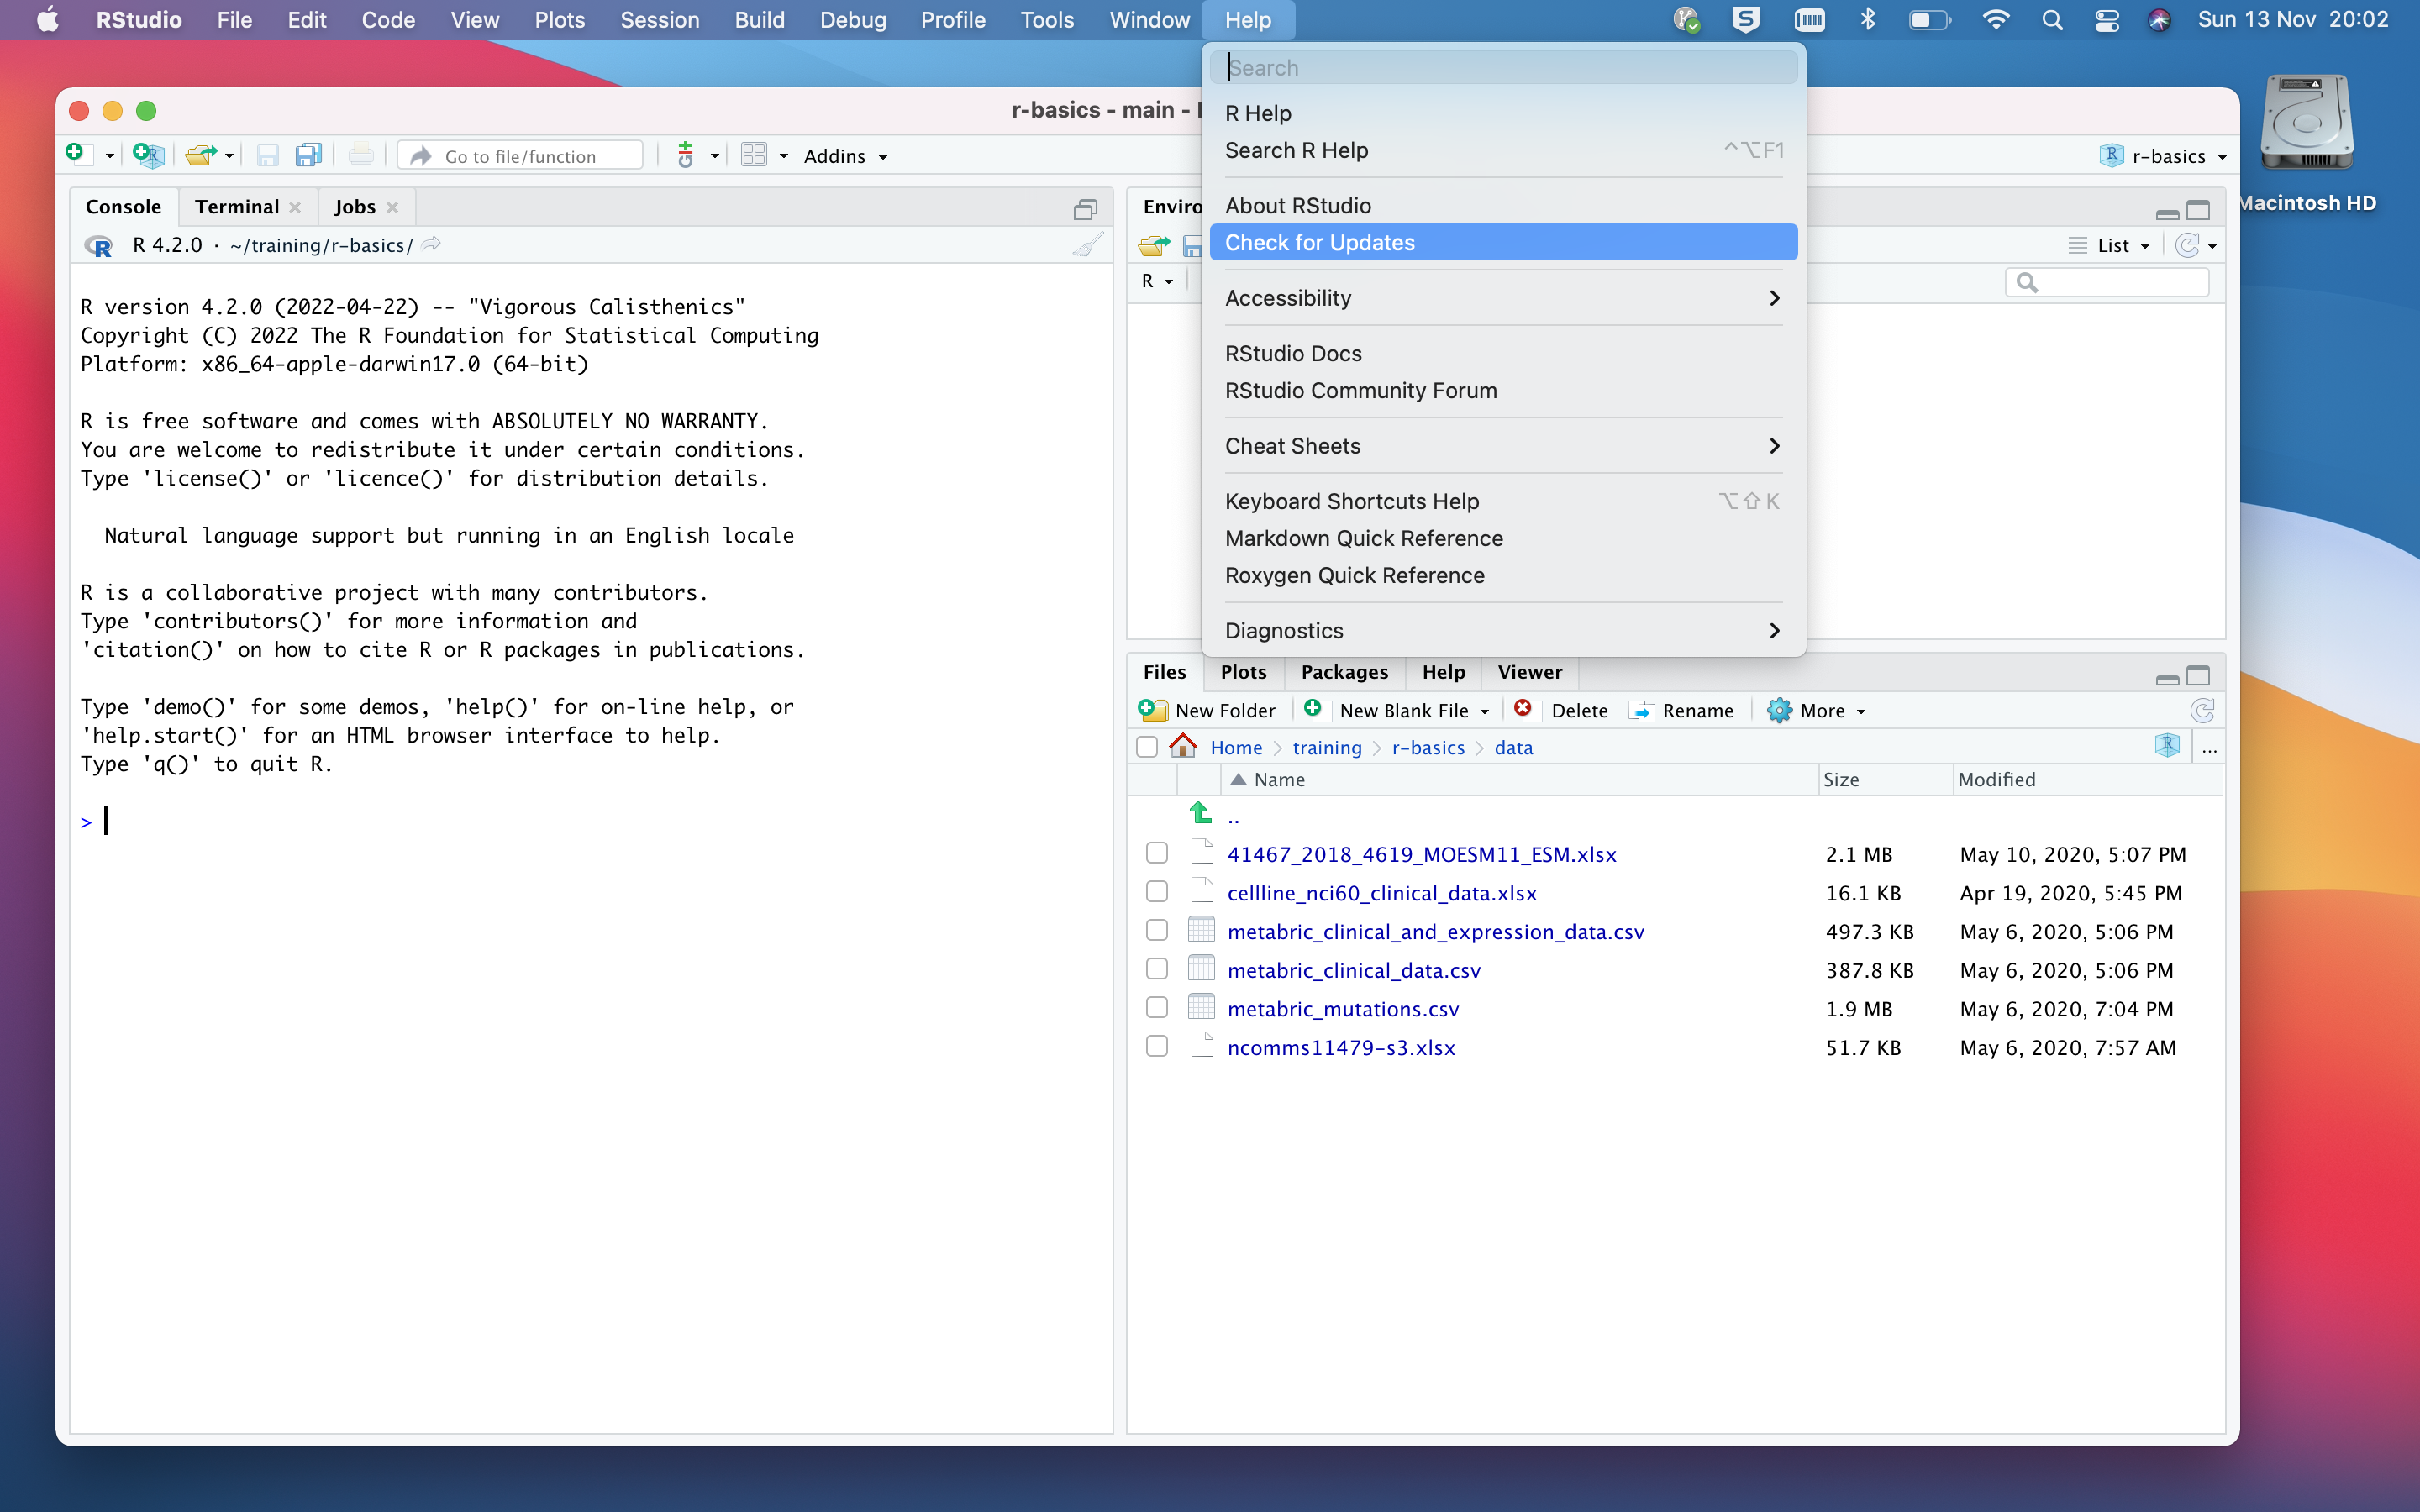 RStudio File Edit Code View Plots Session Build Debug Profile Tools Window Help Sun 13 Nov 20:02
Search
R Help
Search R Help ^⌥F1
About RStudio
Check for Updates
Accessibility
RStudio Docs
RStudio Community Forum
Cheat Sheets
Keyboard Shortcuts Help ⌥⇧K
Markdown Quick Reference
Roxygen Quick Reference
Diagnostics
Macintosh HD
r-basics - main -
Go to file/function Addins r-basics
Console Terminal Jobs
R 4.2.0 · ~/training/r-basics/
R version 4.2.0 (2022-04-22) -- "Vigorous Calisthenics"
Copyright (C) 2022 The R Foundation for Statistical Computing
Platform: x86_64-apple-darwin17.0 (64-bit)
R is free software and comes with ABSOLUTELY NO WARRANTY.
You are welcome to redistribute it under certain conditions.
Type 'license()' or 'licence()' for distribution details.
Natural language support but running in an English locale
R is a collaborative project with many contributors.
Type 'contributors()' for more information and
'citation()' on how to cite R or R packages in publications.
Type 'demo()' for some demos, 'help()' for on-line help, or
'help.start()' for an HTML browser interface to help.
Type 'q()' to quit R.
>
Enviro
List
R
Files Plots Packages Help Viewer
New Folder New Blank File Delete Rename More
Home > training > r-basics > data ...
Name Size Modified
..
41467_2018_4619_MOESM11_ESM.xlsx 2.1 MB May 10, 2020, 5:07 PM
cellline_nci60_clinical_data.xlsx 16.1 KB Apr 19, 2020, 5:45 PM
metabric_clinical_and_expression_data.csv 497.3 KB May 6, 2020, 5:06 PM
metabric_clinical_data.csv 387.8 KB May 6, 2020, 5:06 PM
metabric_mutations.csv 1.9 MB May 6, 2020, 7:04 PM
ncomms11479-s3.xlsx 51.7 KB May 6, 2020, 7:57 AM